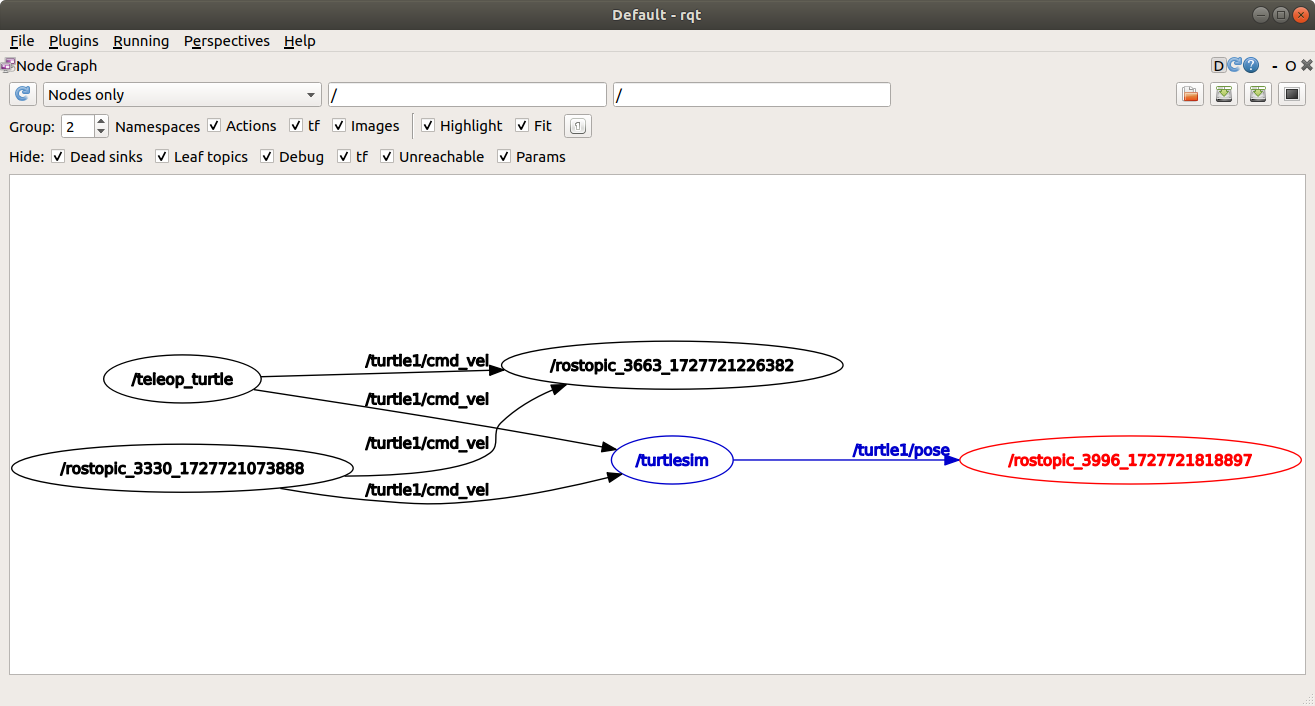 Default - rqt
File Plugins Running Perspectives Help
Node Graph D ? - O
Nodes only / /
Group: 2 Namespaces Actions tf Images Highlight Fit
Hide: Dead sinks Leaf topics Debug tf Unreachable Params
/turtle1/cmd_vel
/rostopic_3663_1727721226382
/teleop_turtle
/turtle1/cmd_vel
/turtle1/cmd_vel
/turtle1/pose
/rostopic_3330_1727721073888
/turtlesim
/rostopic_3996_1727721818897
/turtle1/cmd_vel